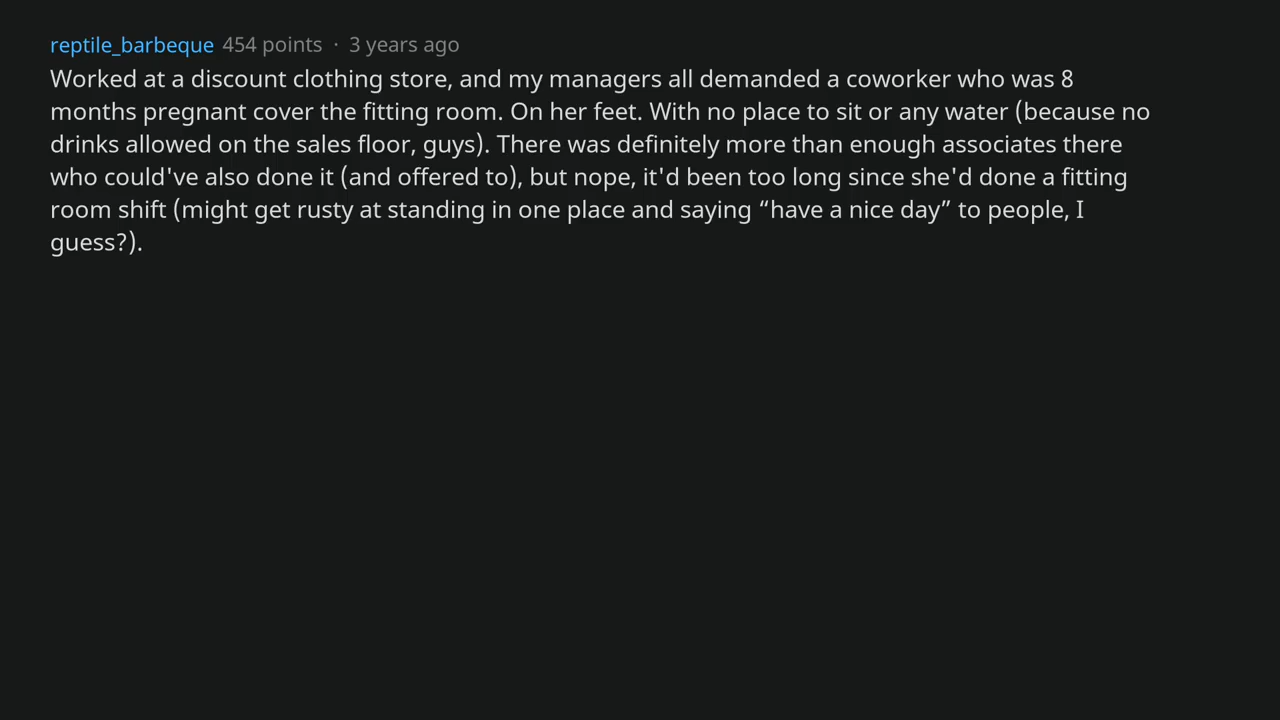 reptile_barbeque 454 points · 3 years ago
Worked at a discount clothing store, and my managers all demanded a coworker who was 8
months pregnant cover the fitting room. On her feet. With no place to sit or any water (because no
drinks allowed on the sales floor, guys). There was definitely more than enough associates there
who could've also done it (and offered to), but nope, it'd been too long since she'd done a fitting
room shift (might get rusty at standing in one place and saying “have a nice day” to people, I
guess?).